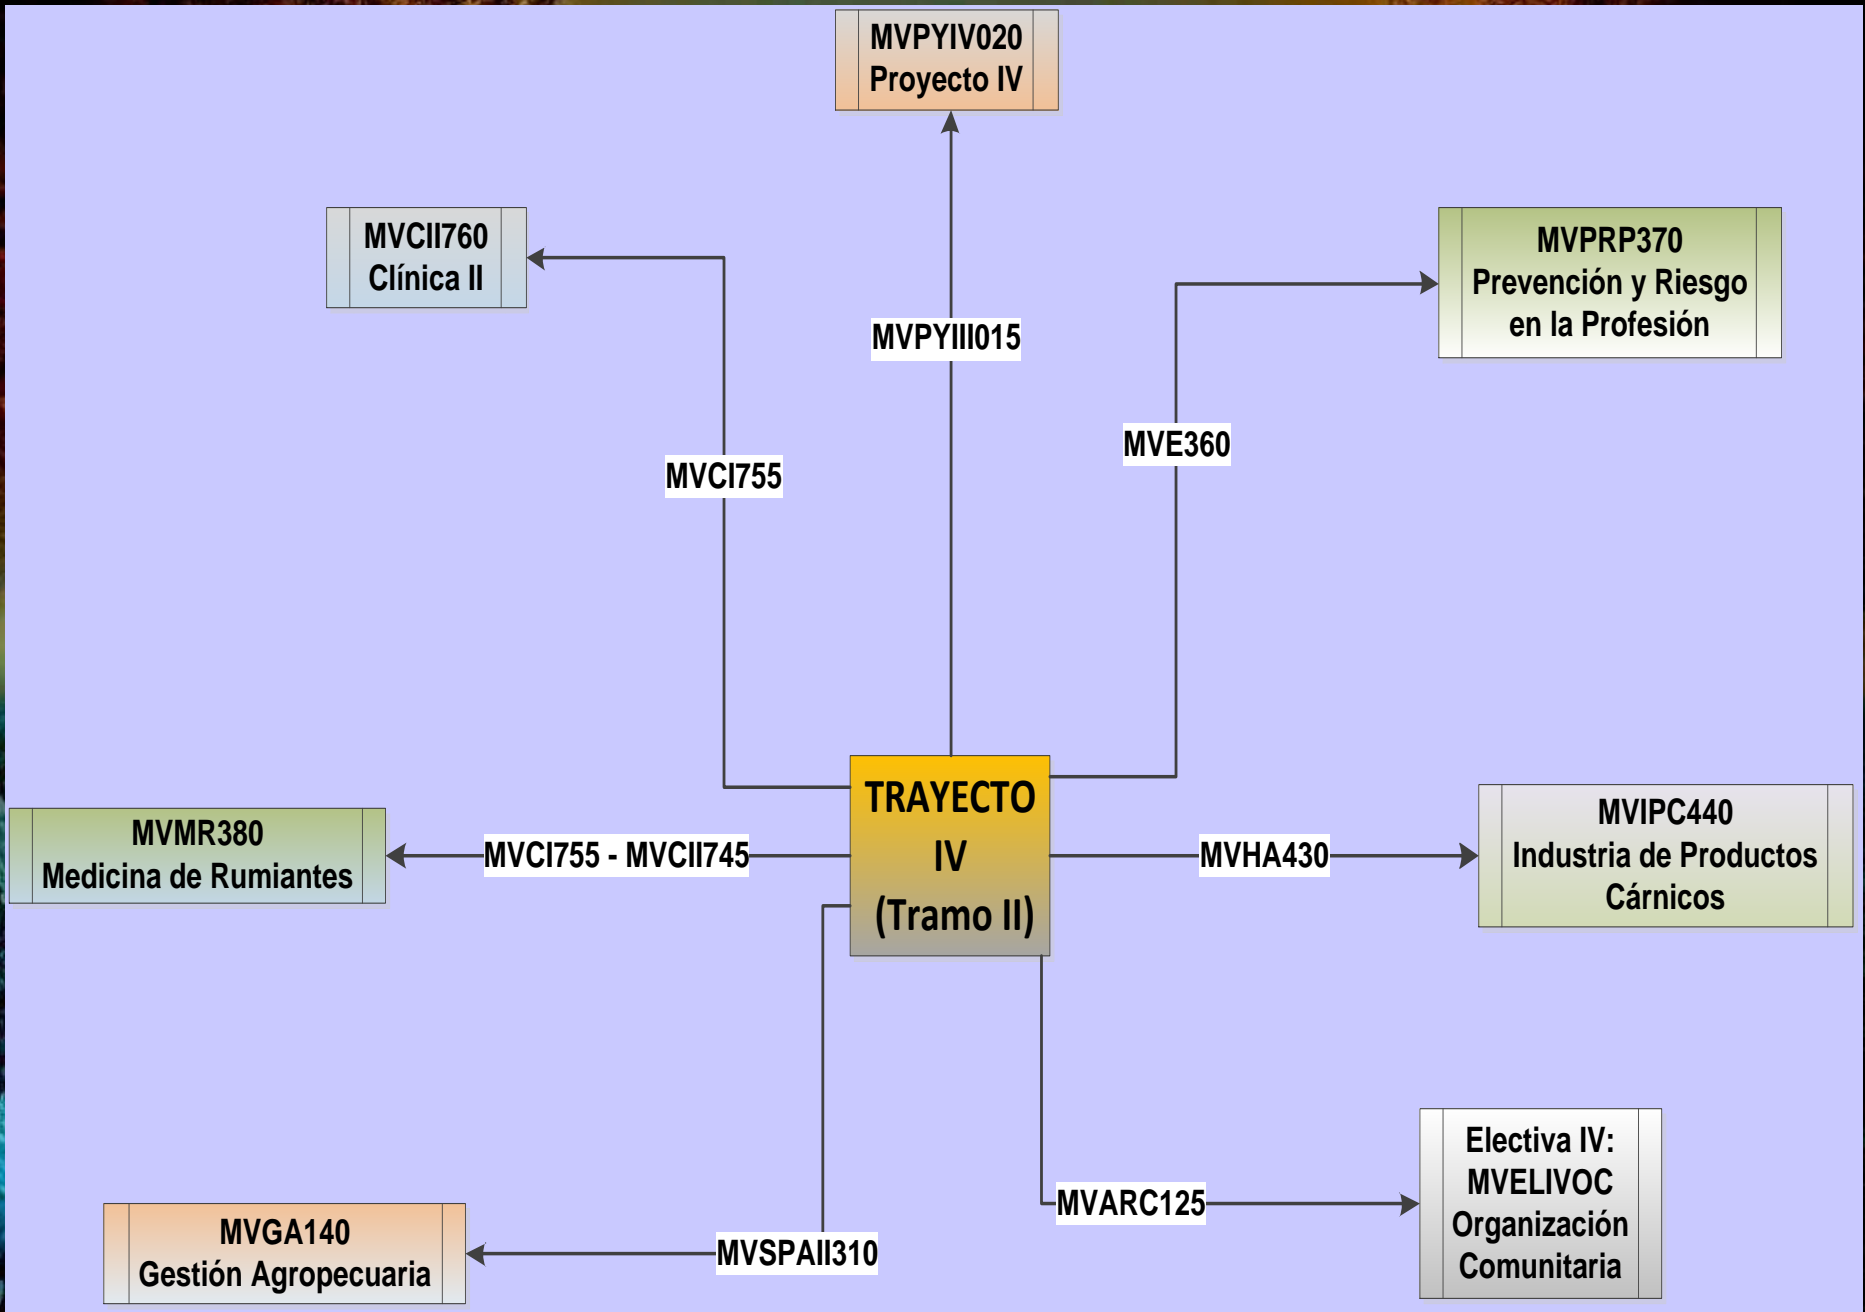 MVPYIV020
Proyecto IV
MVCII760
Clínica II
MVPRP370
Prevención y Riesgo
en la Profesión
MVPYIII015
MVE360
MVCI755
TRAYECTO
IV
(Tramo II)
MVMR380
Medicina de Rumiantes
MVCI755 - MVCII745
MVHA430
MVIPC440
Industria de Productos
Cárnicos
Electiva IV:
MVELIVOC
Organización
Comunitaria
MVARC125
MVGA140
Gestión Agropecuaria
MVSPAII310